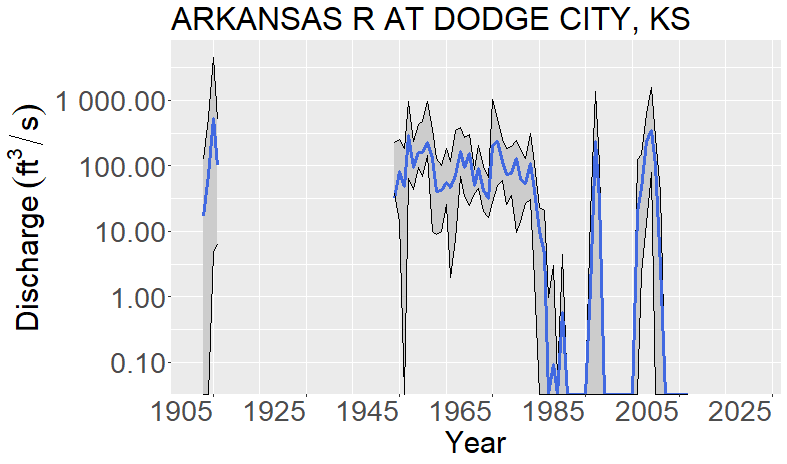 ARKANSAS R AT DODGE CITY, KS
Discharge (ft³/s)
1 000.00
100.00
10.00
1.00
0.10
1905 1925 1945 1965 1985 2005 2025
Year